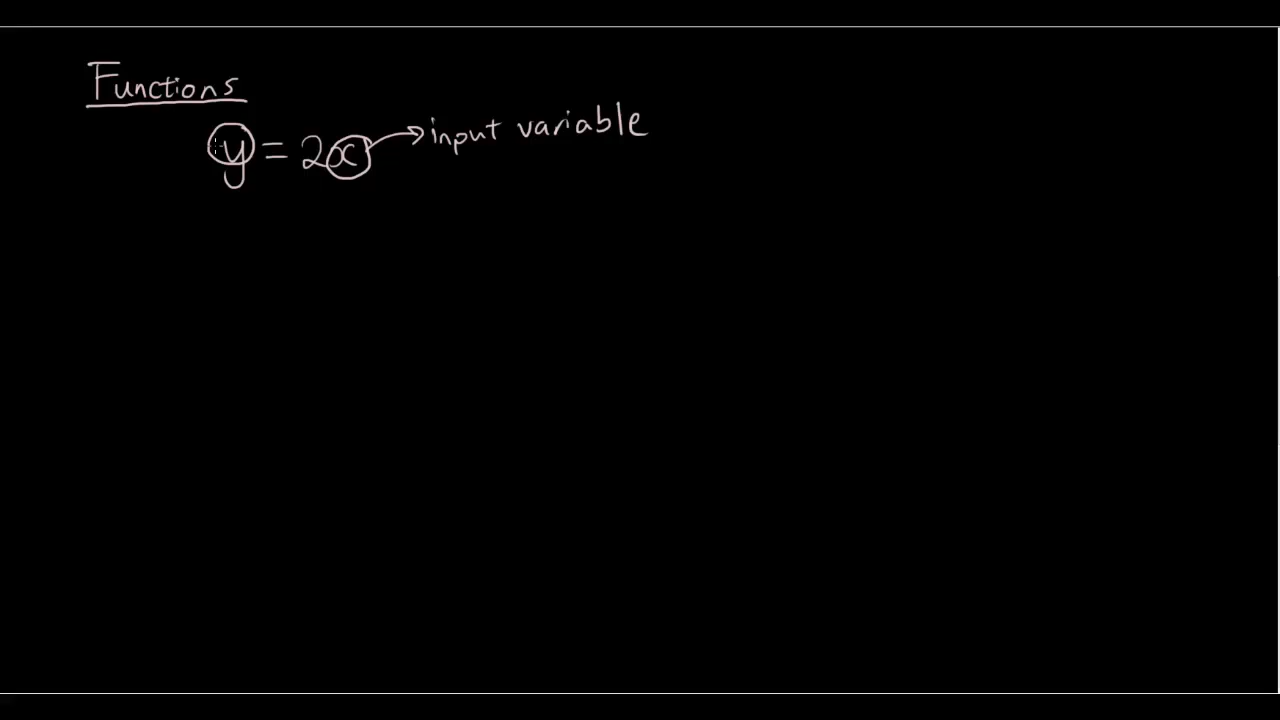 Functions
y = 2x → input variable